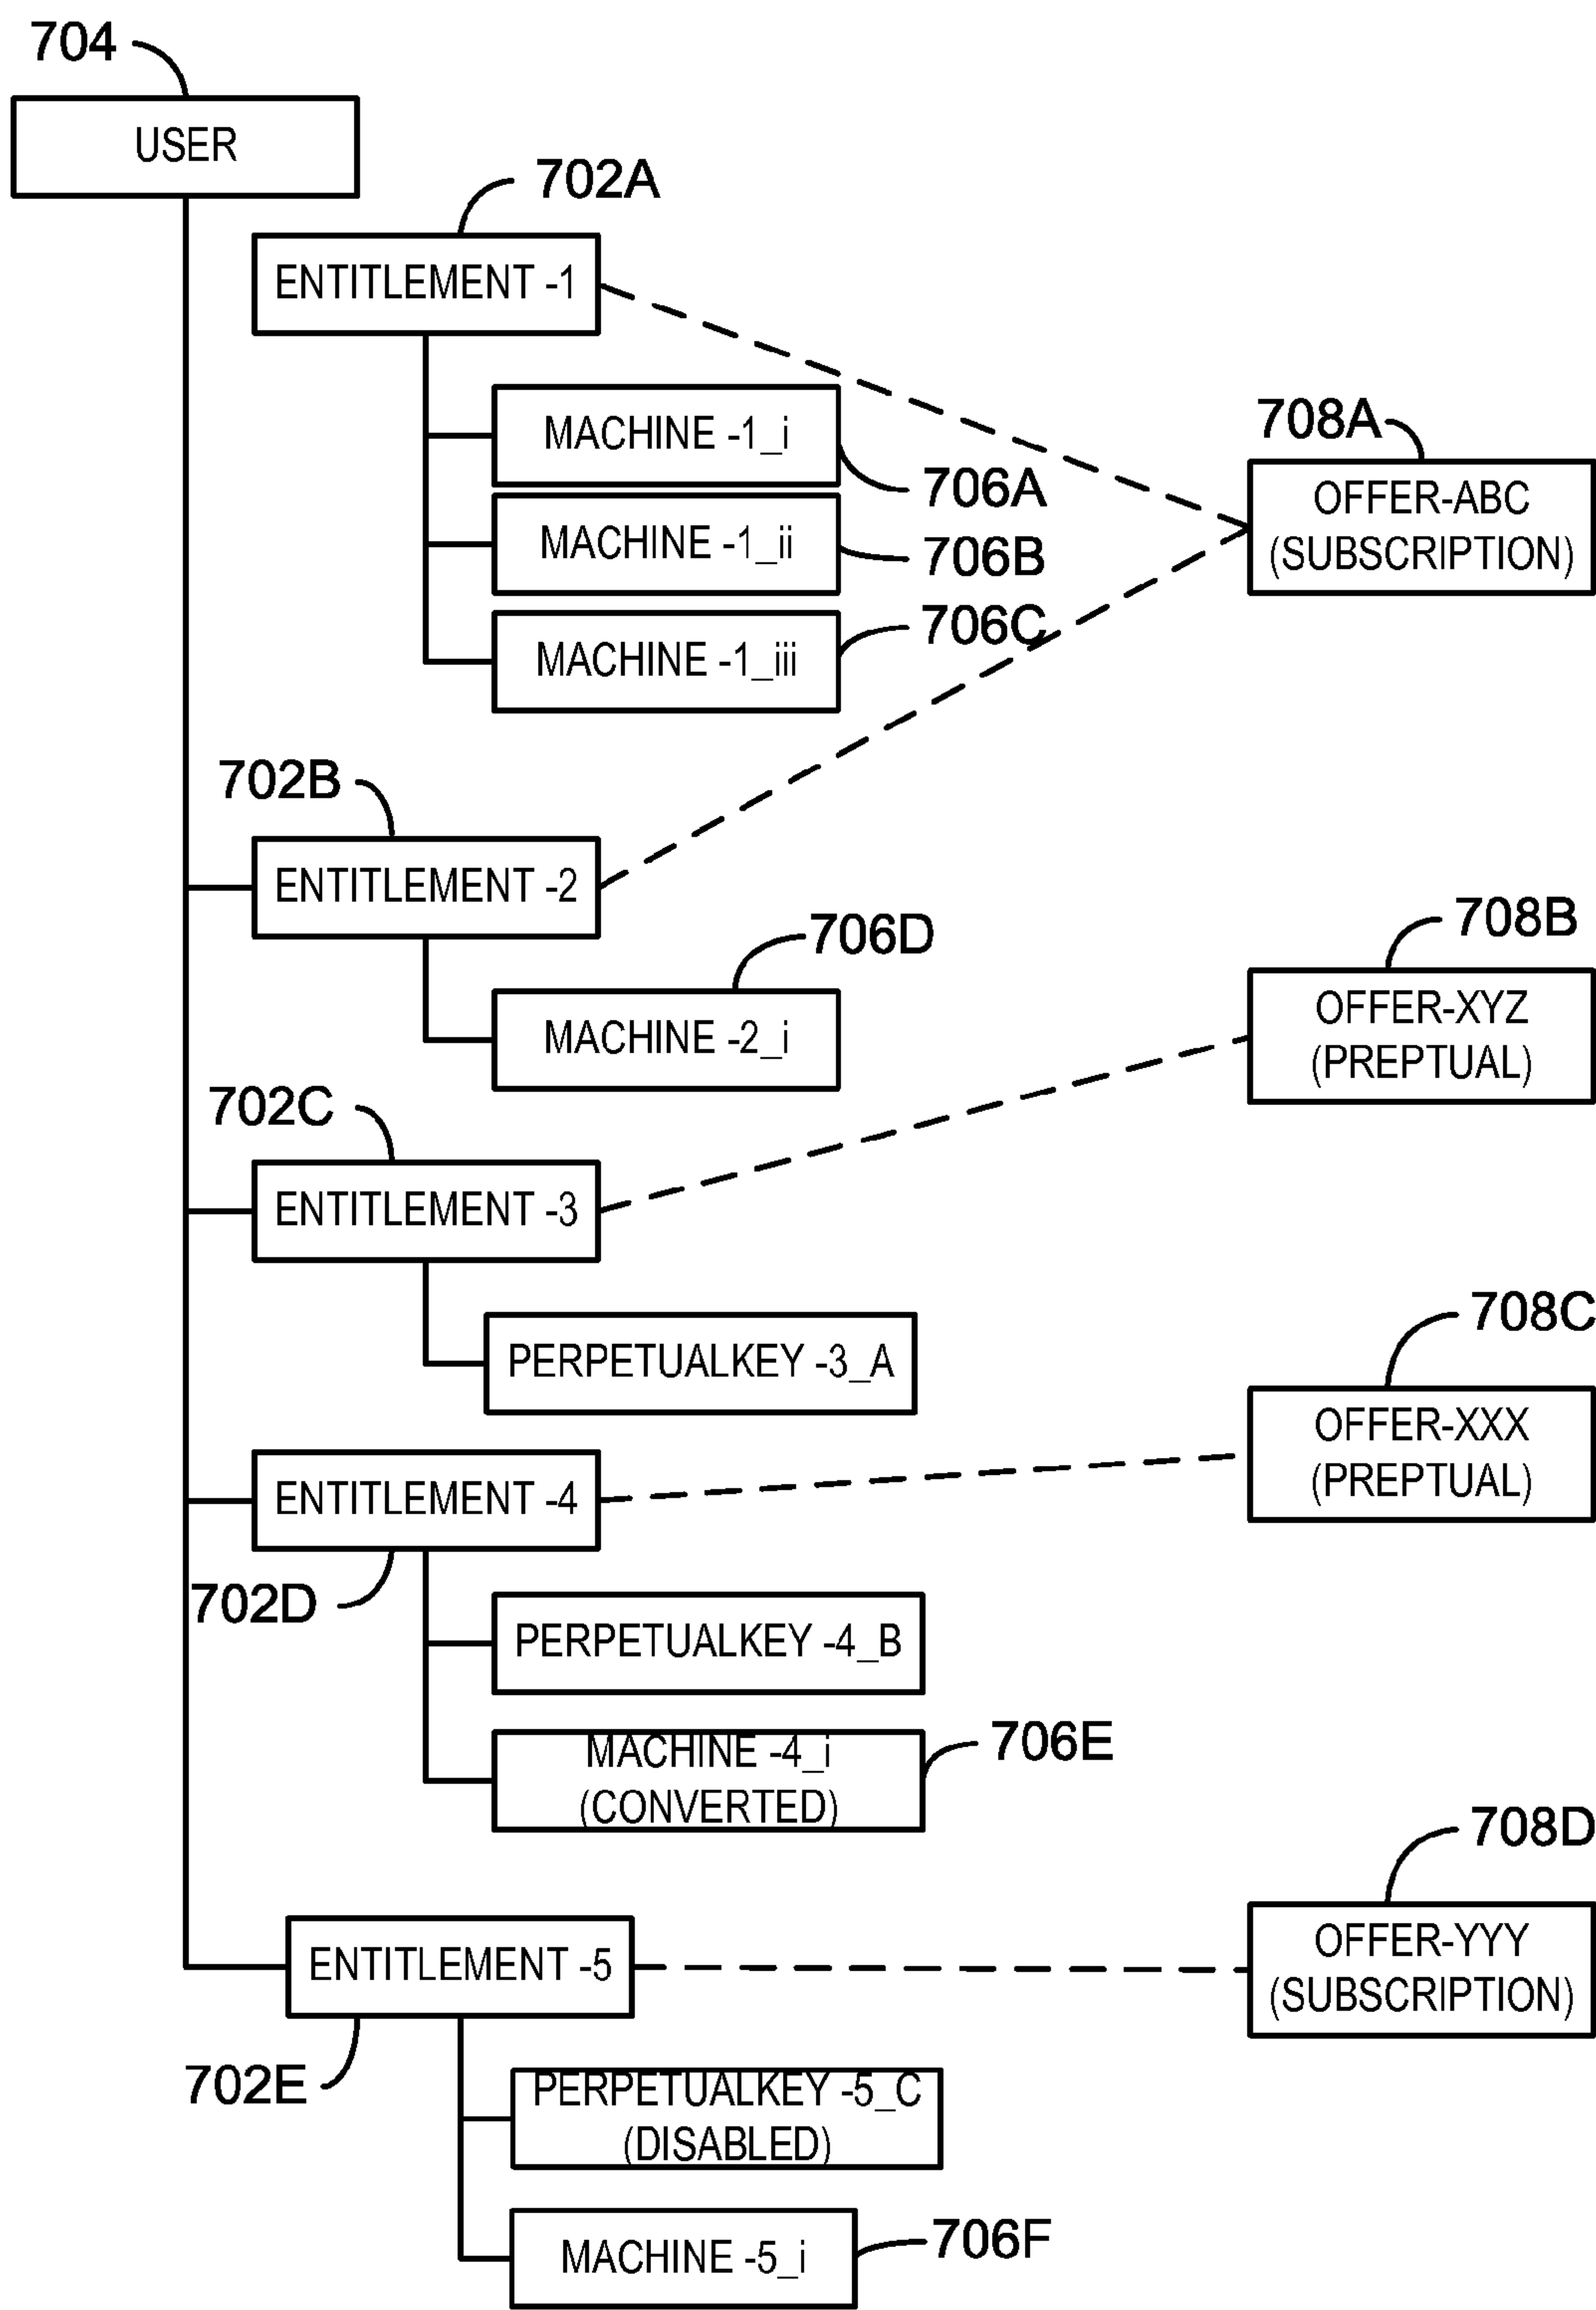 704
USER
702A
ENTITLEMENT -1
MACHINE -1_i
706A
MACHINE -1_ii
706B
MACHINE -1_iii
706C
708A
OFFER-ABC
(SUBSCRIPTION)
702B
ENTITLEMENT -2
706D
MACHINE -2_i
708B
OFFER-XYZ
(PREPTUAL)
702C
ENTITLEMENT -3
PERPETUALKEY -3_A
708C
OFFER-XXX
(PREPTUAL)
ENTITLEMENT -4
702D
PERPETUALKEY -4_B
MACHINE -4_i
(CONVERTED)
706E
708D
OFFER-YYY
(SUBSCRIPTION)
ENTITLEMENT -5
702E
PERPETUALKEY -5_C
(DISABLED)
MACHINE -5_i
706F